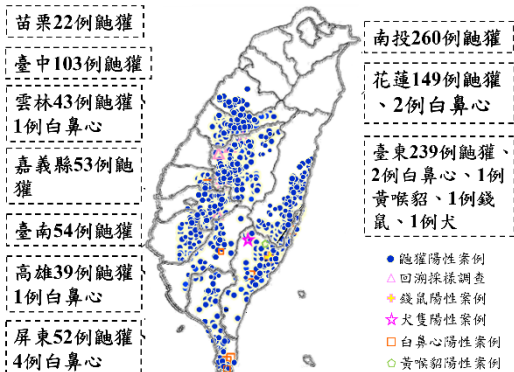 苗栗22例鼬獾
臺中103例鼬獾
雲林43例鼬獾
1例白鼻心
嘉義縣53例鼬
獾
臺南54例鼬獾
高雄39例鼬獾
1例白鼻心
屏東52例鼬獾
4例白鼻心
南投260例鼬獾
花蓮149例鼬獾
、2例白鼻心
臺東239例鼬獾、
2例白鼻心、1例
黃喉貂、1例錢
鼠、1例犬
鼬獾陽性案例
回溯採樣調查
錢鼠陽性案例
犬隻陽性案例
白鼻心陽性案例
黃喉貂陽性案例